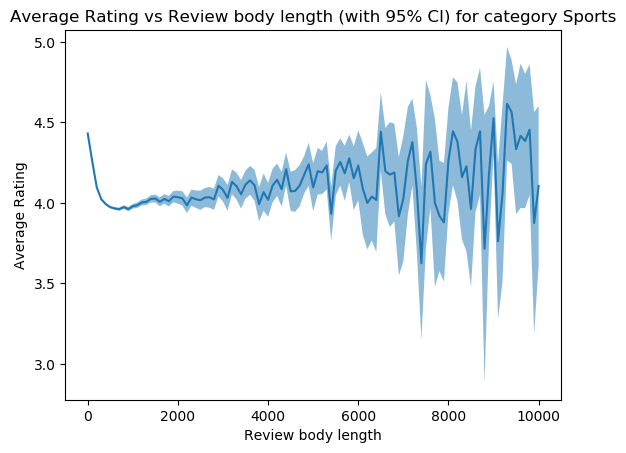 Average Rating vs Review body length (with 95% CI) for category Sports
5.0
4.5
4.0
3.5
3.0
Average Rating
0 2000 4000 6000 8000 10000
Review body length